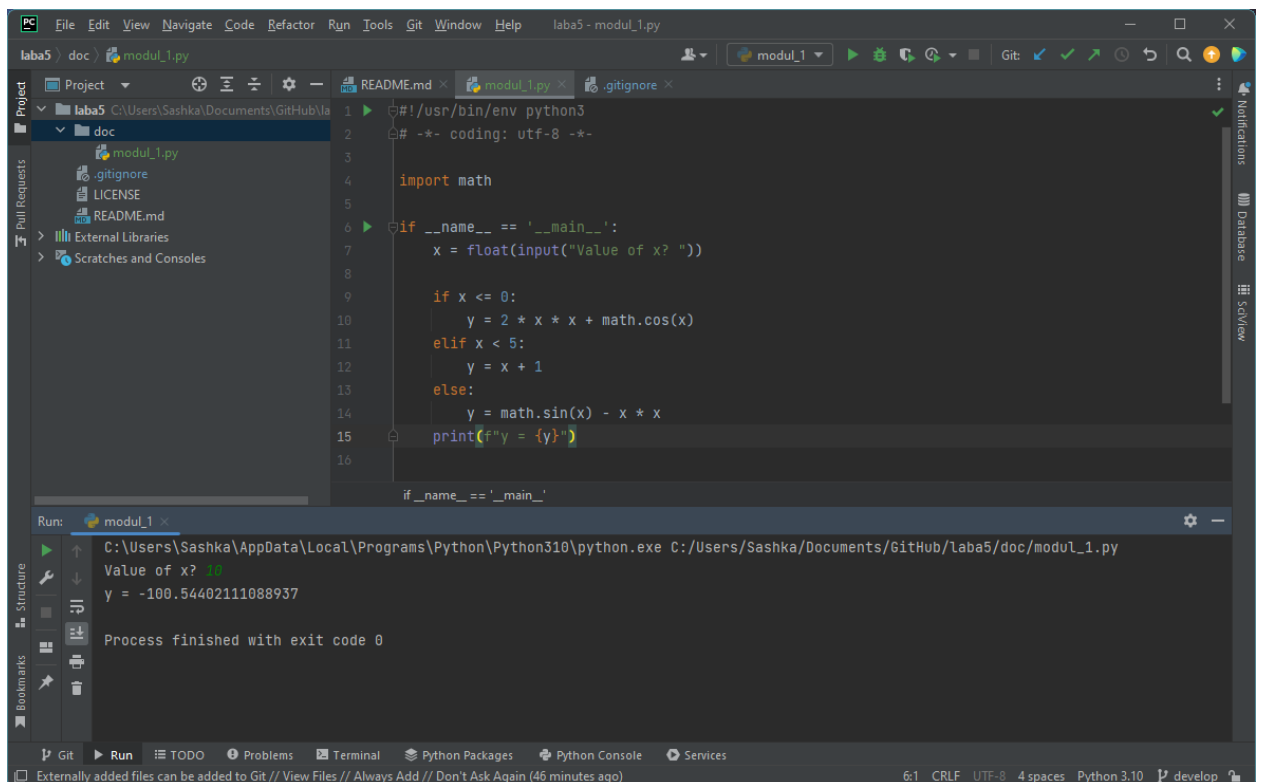 PC File Edit View Navigate Code Refactor Run Tools Git Window Help laba5 - modul_1.py
laba5 doc modul_1.py modul_1 Git:
Project README.md modul_1.py .gitignore
laba5 C:\Users\Sashka\Documents\GitHub\la
doc
modul_1.py
.gitignore
LICENSE
README.md
External Libraries
Scratches and Consoles
Project
Pull Requests
1 #!/usr/bin/env python3
2 # -*- coding: utf-8 -*-
3
4 import math
5
6 if __name__ == '__main__':
7 x = float(input("Value of x? "))
8
9 if x <= 0:
10 y = 2 * x * x + math.cos(x)
11 elif x < 5:
12 y = x + 1
13 else:
14 y = math.sin(x) - x * x
15 print(f"y = {y}")
16
if __name__ == '__main__'
Notifications
Database
SciView
Run: modul_1
C:\Users\Sashka\AppData\Local\Programs\Python\Python310\python.exe C:/Users/Sashka/Documents/GitHub/laba5/doc/modul_1.py
Value of x? 10
y = -100.54402111088937
Process finished with exit code 0
Structure
Bookmarks
Git Run TODO Problems Terminal Python Packages Python Console Services
Externally added files can be added to Git // View Files // Always Add // Don't Ask Again (46 minutes ago) 6:1 CRLF UTF-8 4 spaces Python 3.10 develop